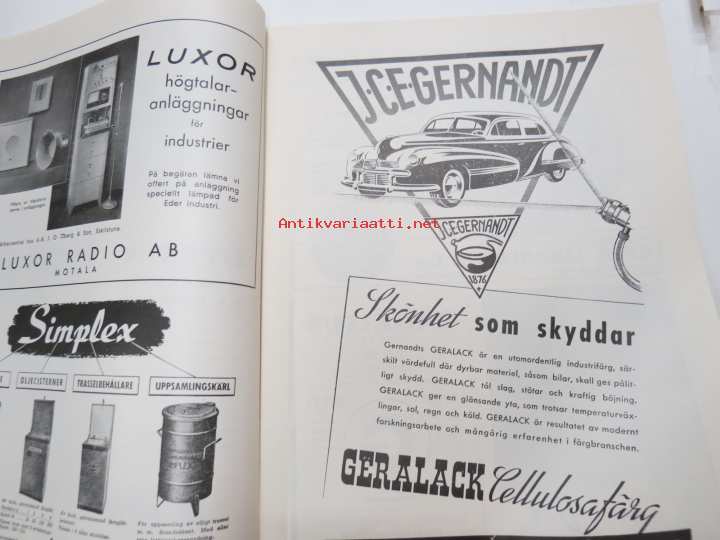 LUXOR
högtalar-
anläggningar
för
industrier
På begäran lämna vi
offert på anläggning
speciellt lämpad för
Eder industri.
LUXOR RADIO AB
MOTALA
Simplex
OLJECISTERNER
TRASSELBEHÅLLARE
UPPSAMLINGSKÄRL
J·C·E·GERNANDT
J.C.E.GERNANDT
1876
Antikvariaatti.net
Skönhet som skyddar
Gernandts GERALACK är en utomordentlig industrifärg, sär-
skilt värdefull där dyrbar materiel, såsom bilar, skall ges pålit-
ligt skydd. GERALACK tål slag, stötar och kraftig böjning.
GERALACK ger en glänsande yta, som trotsar temperaturväx-
lingar, sol, regn och köld. GERALACK är resultatet av modernt
forskningsarbete och mångårig erfarenhet i färgbranschen.
GERALACK Cellulosafärg